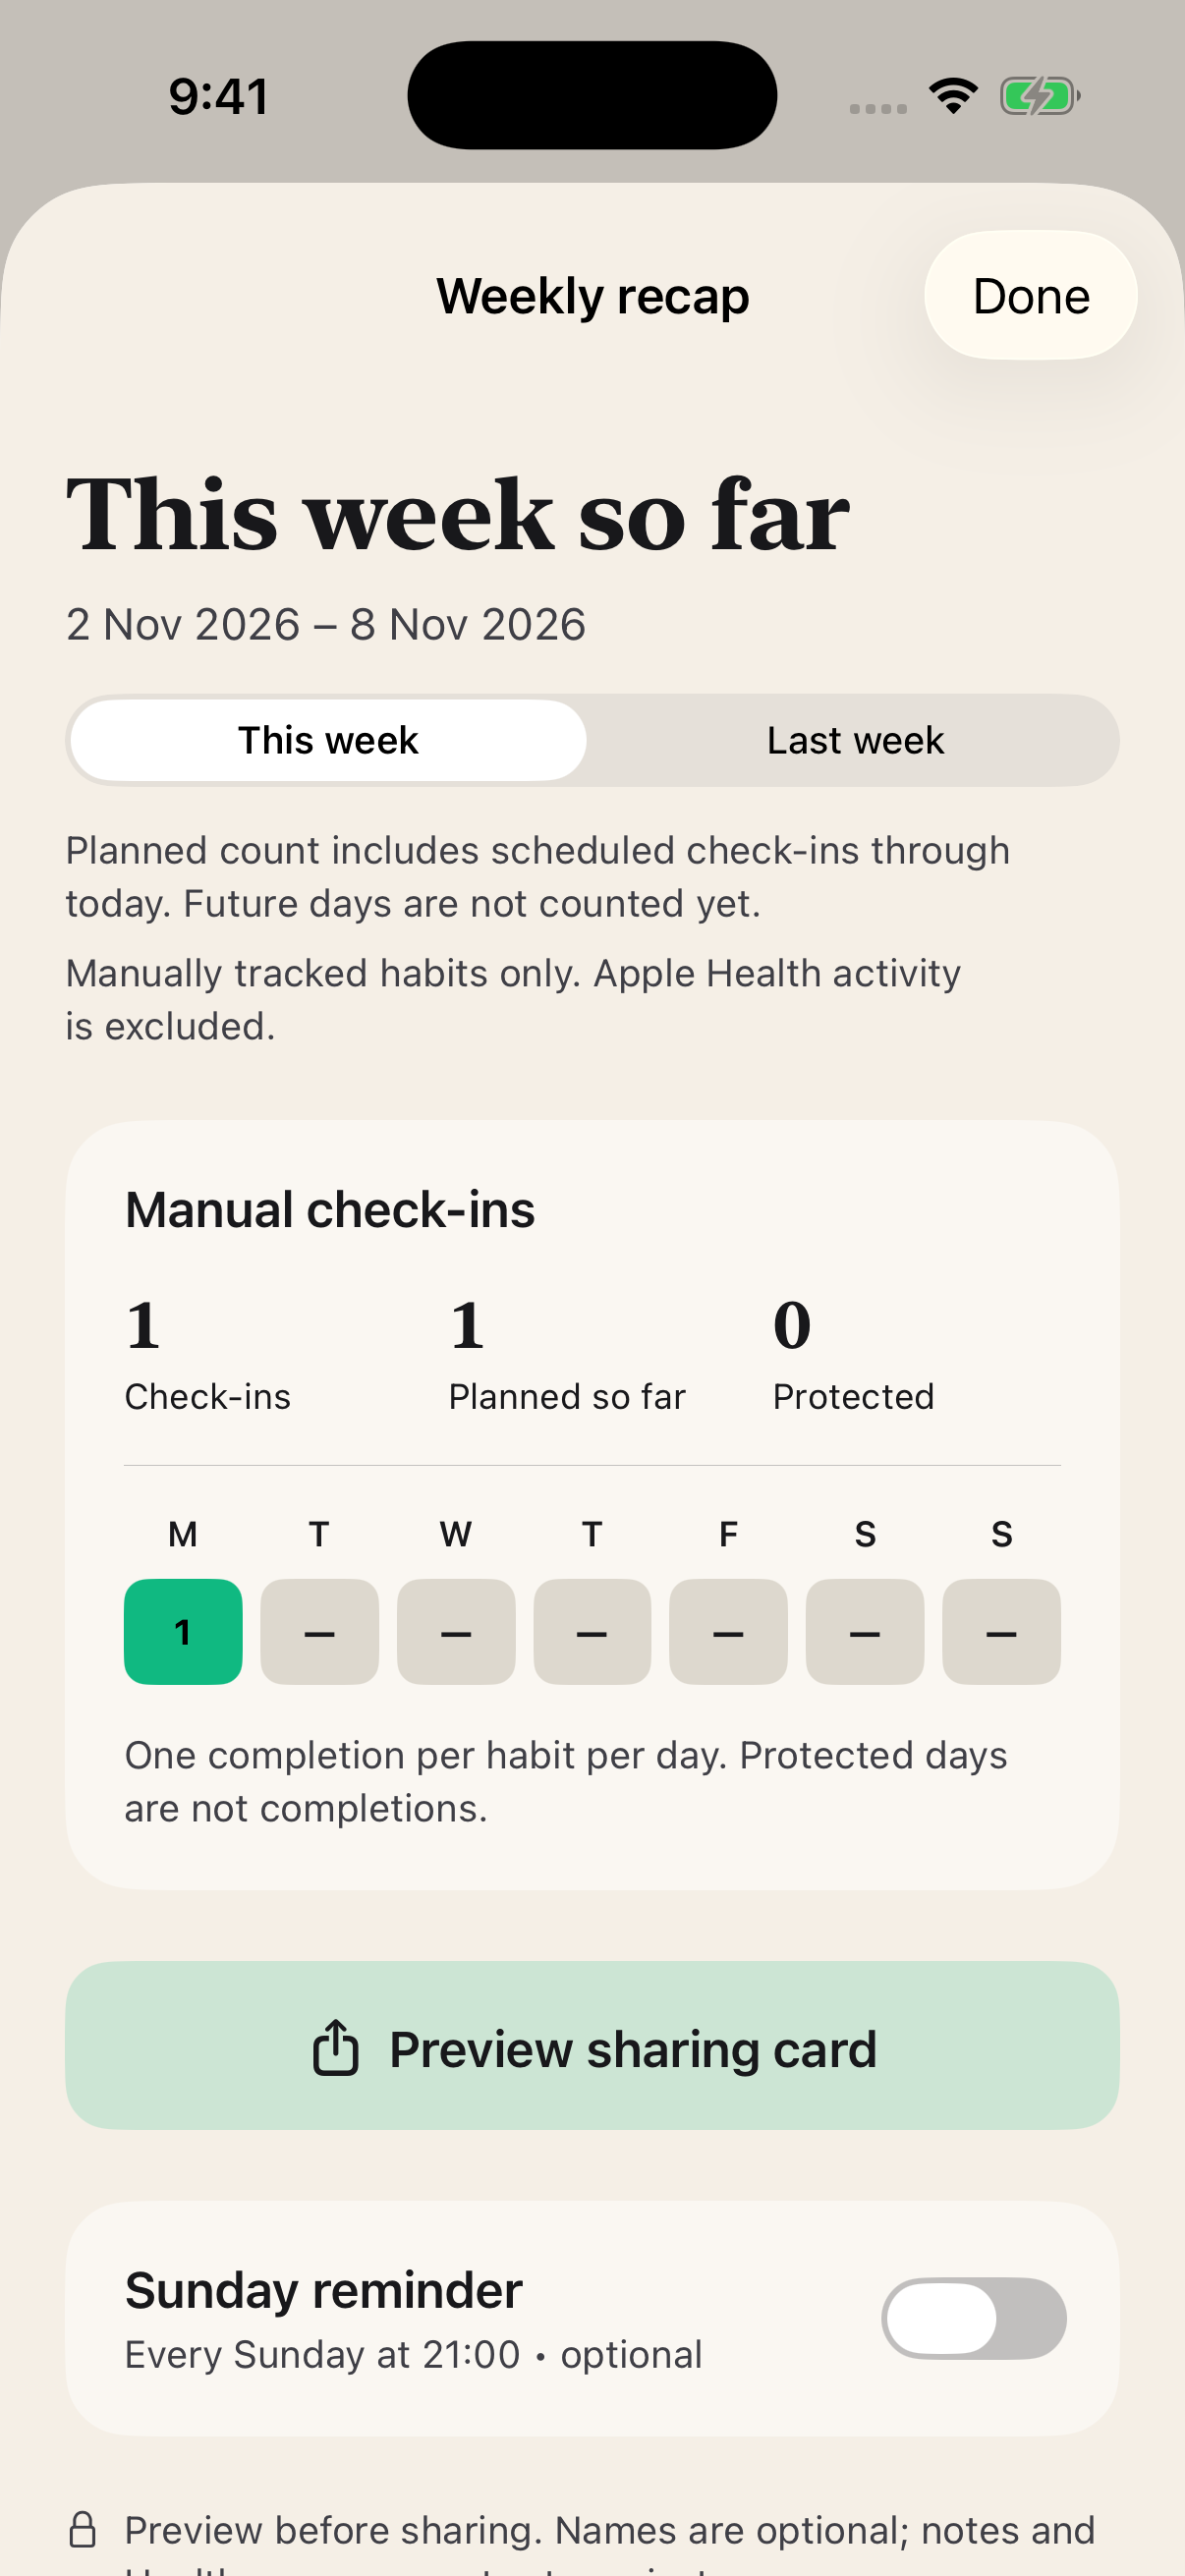 9:41
Weekly recap
Done
This week so far
2 Nov 2026 – 8 Nov 2026
This week
Last week
Planned count includes scheduled check-ins through
today. Future days are not counted yet.
Manually tracked habits only. Apple Health activity
is excluded.
Manual check-ins
1 1 0
Check-ins Planned so far Protected
M T W T F S S
1 – – – – – –
One completion per habit per day. Protected days
are not completions.
Preview sharing card
Sunday reminder
Every Sunday at 21:00 • optional
Preview before sharing. Names are optional; notes and